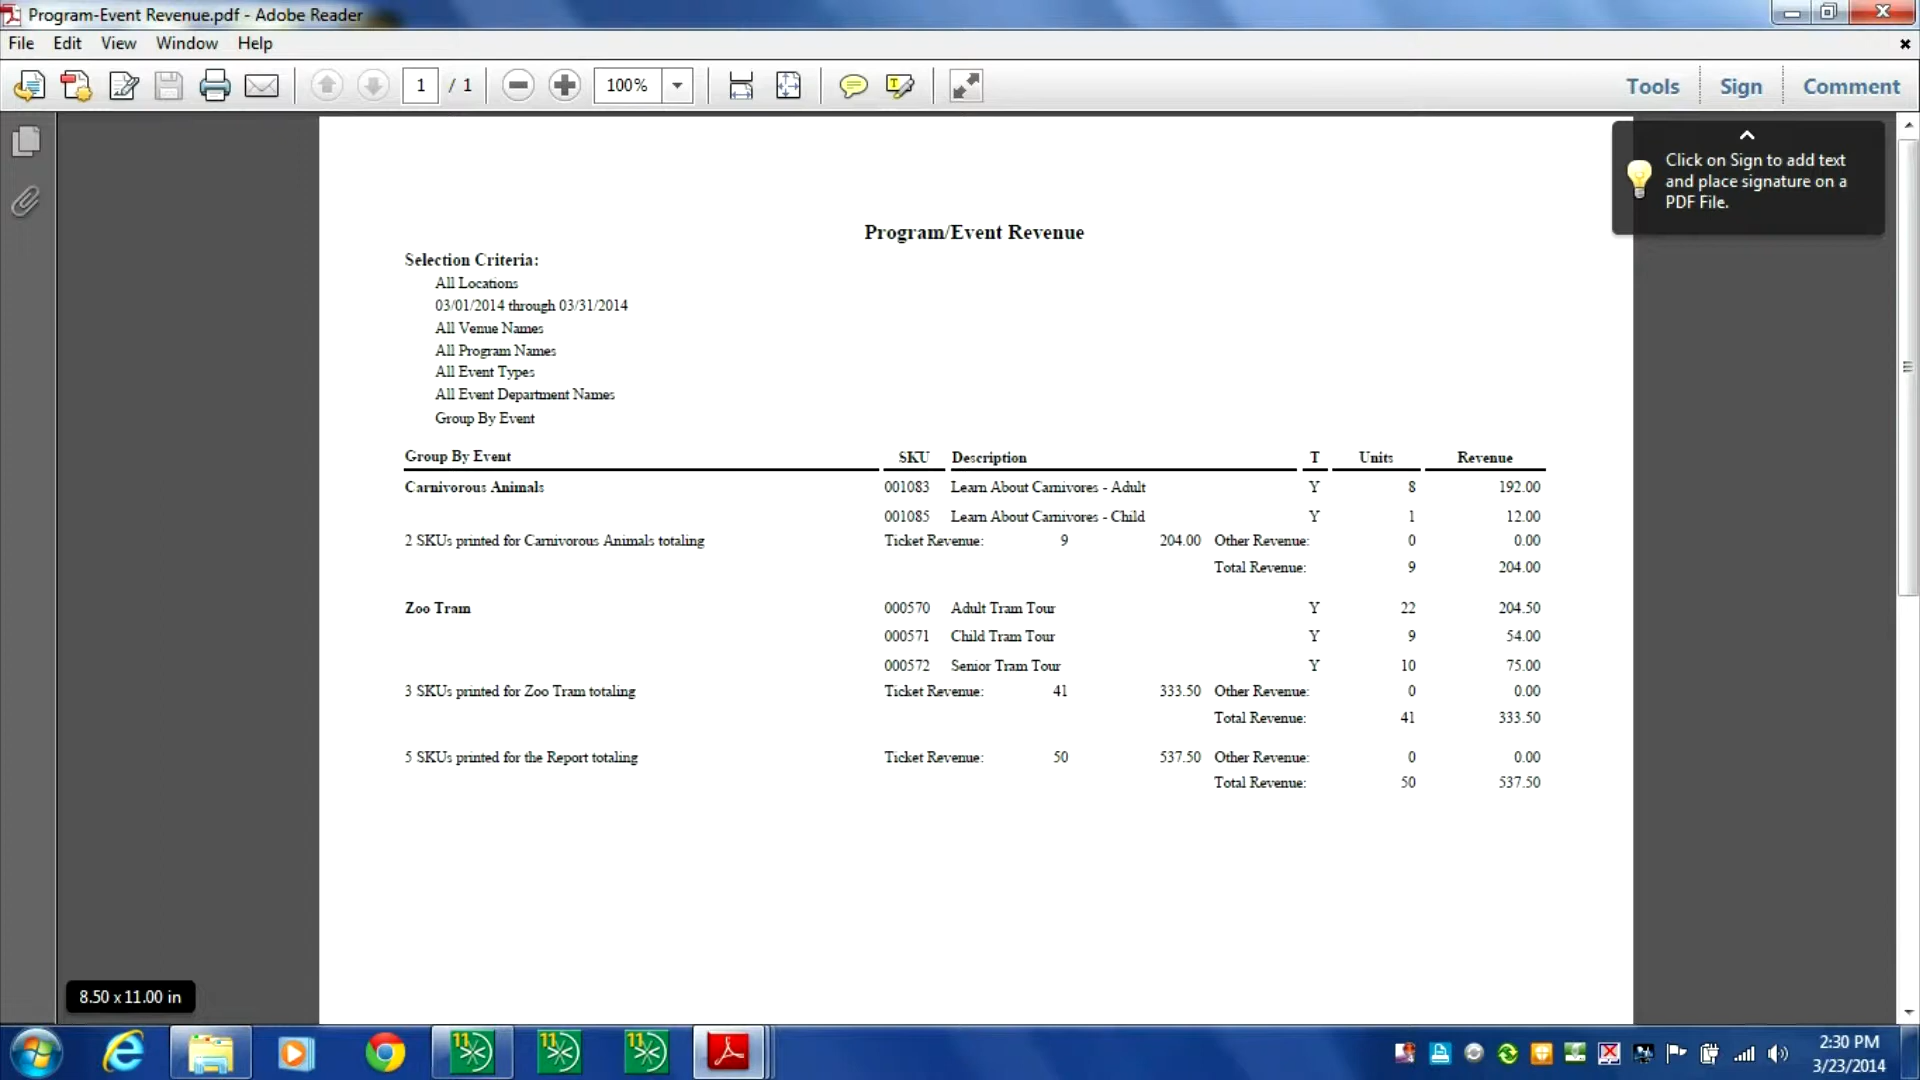 Program-Event Revenue.pdf - Adobe Reader
File Edit View Window Help
1 / 1 100% Tools Sign Comment
Click on Sign to add text
and place signature on a
PDF File.
Program/Event Revenue
Selection Criteria:
All Locations
03/01/2014 through 03/31/2014
All Venue Names
All Program Names
All Event Types
All Event Department Names
Group By Event
Group By Event SKU Description T Units Revenue
Carnivorous Animals 001083 Learn About Carnivores - Adult Y 8 192.00
001085 Learn About Carnivores - Child Y 1 12.00
2 SKUs printed for Carnivorous Animals totaling Ticket Revenue: 9 204.00 Other Revenue: 0 0.00
Total Revenue: 9 204.00
Zoo Tram 000570 Adult Tram Tour Y 22 204.50
000571 Child Tram Tour Y 9 54.00
000572 Senior Tram Tour Y 10 75.00
3 SKUs printed for Zoo Tram totaling Ticket Revenue: 41 333.50 Other Revenue: 0 0.00
Total Revenue: 41 333.50
5 SKUs printed for the Report totaling Ticket Revenue: 50 537.50 Other Revenue: 0 0.00
Total Revenue: 50 537.50
8.50 x 11.00 in
11 11 11
2:30 PM
3/23/2014